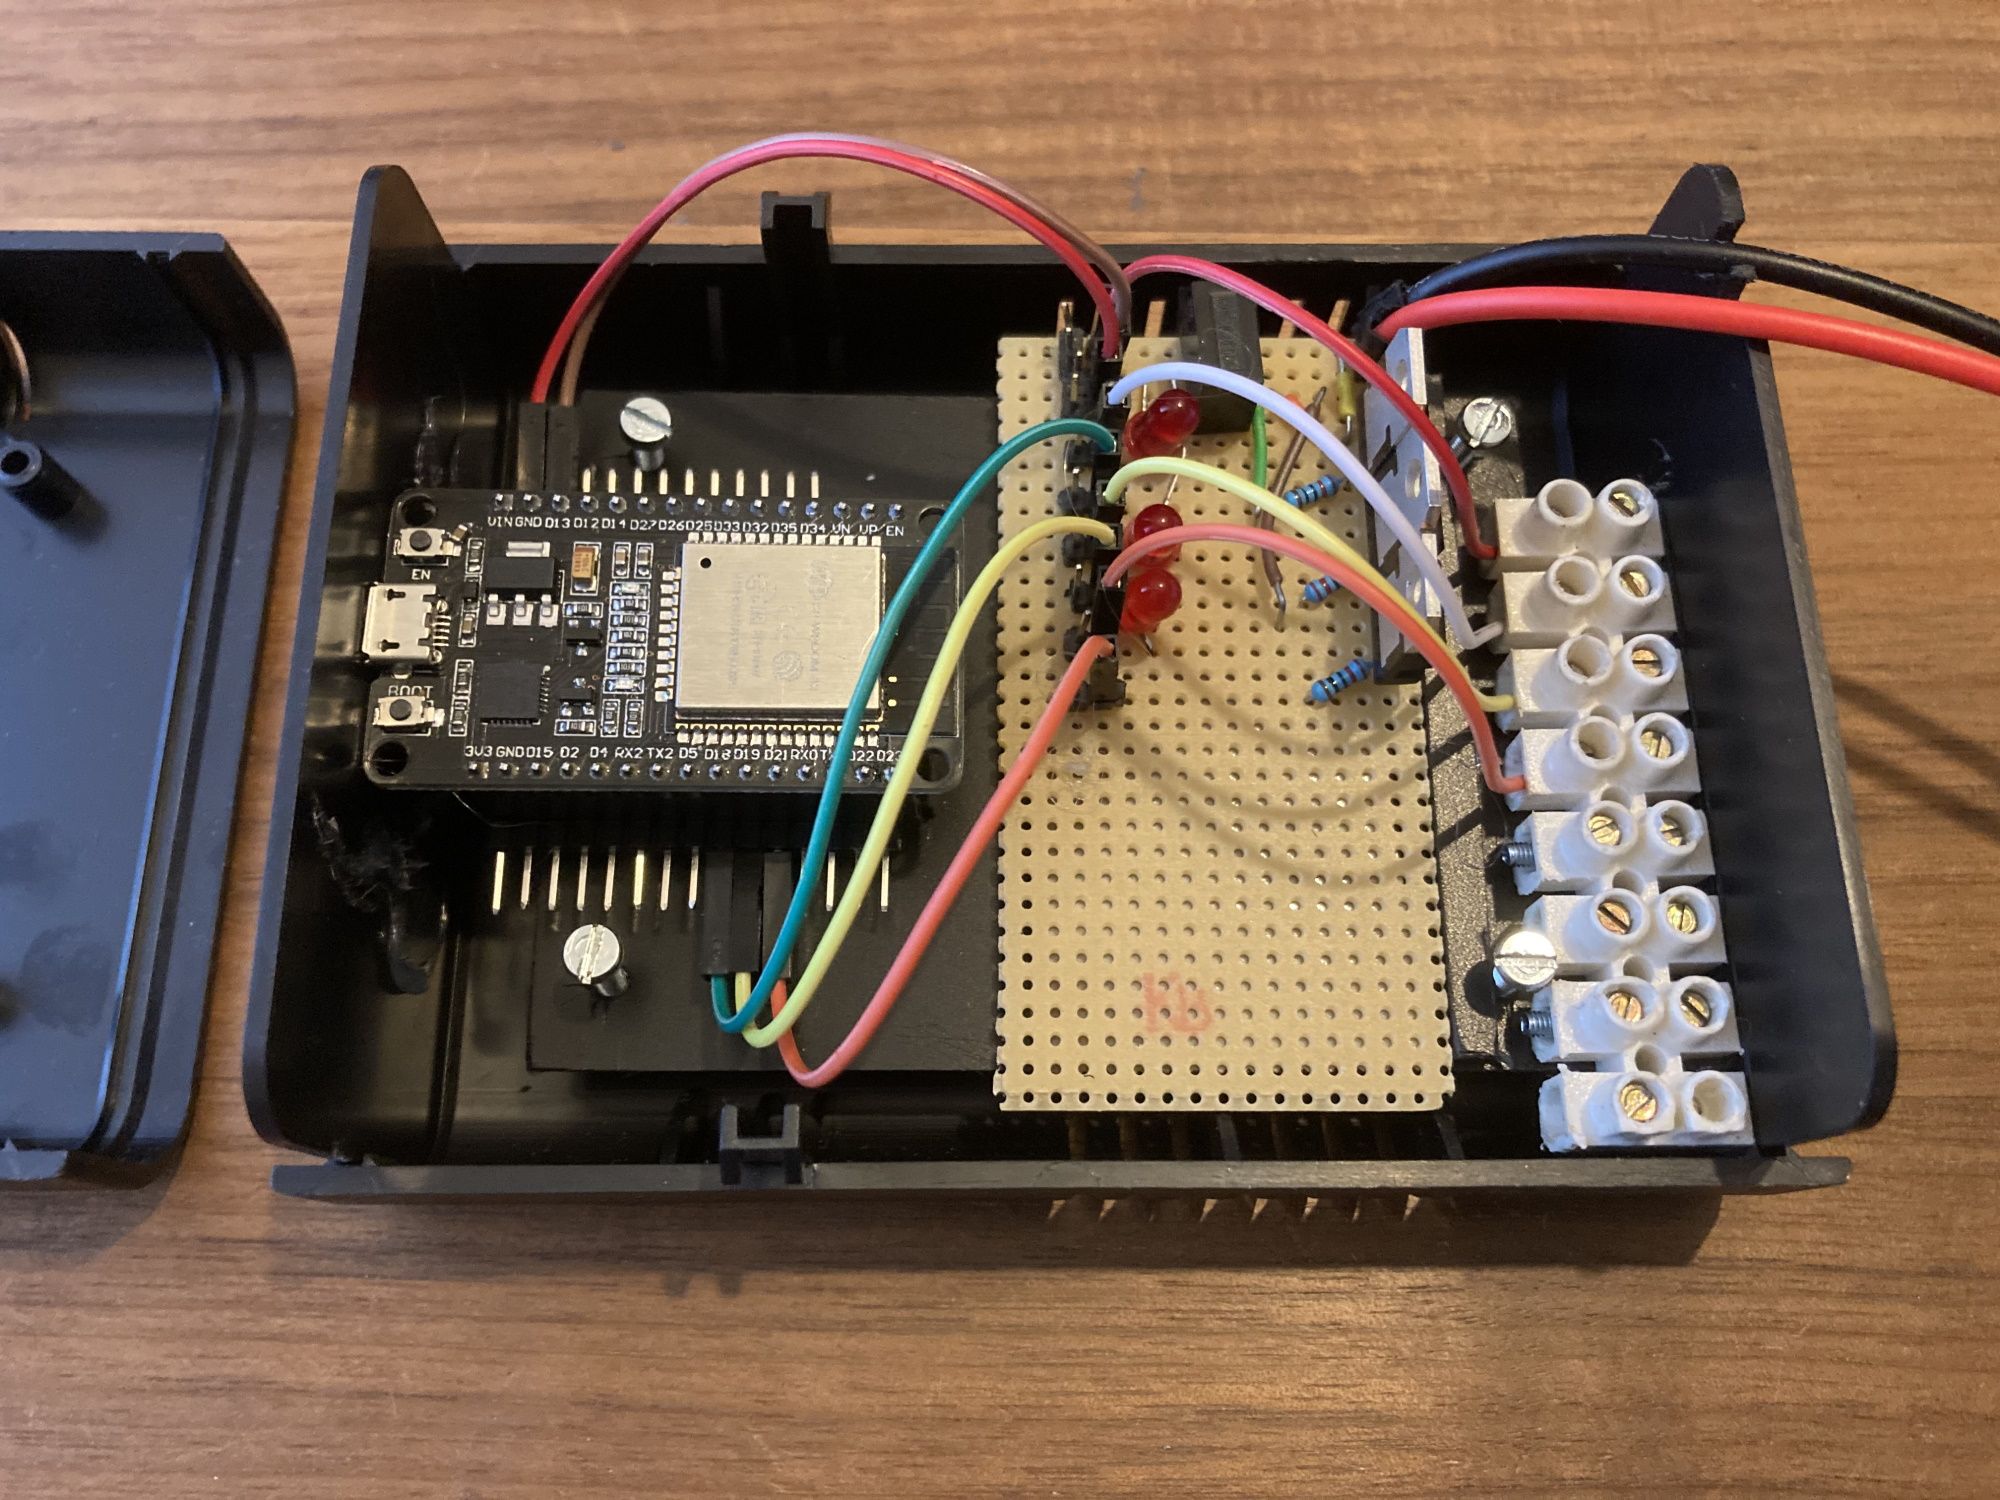 VIN GND D13 D12 D14 D27 D26 D25 D33 D32 D35 D34 VN VP EN
EN
BOOT
3V3 GND D15 D2 D4 RX2 TX2 D5 D18 D19 D21 RX0 D22 D23
KB